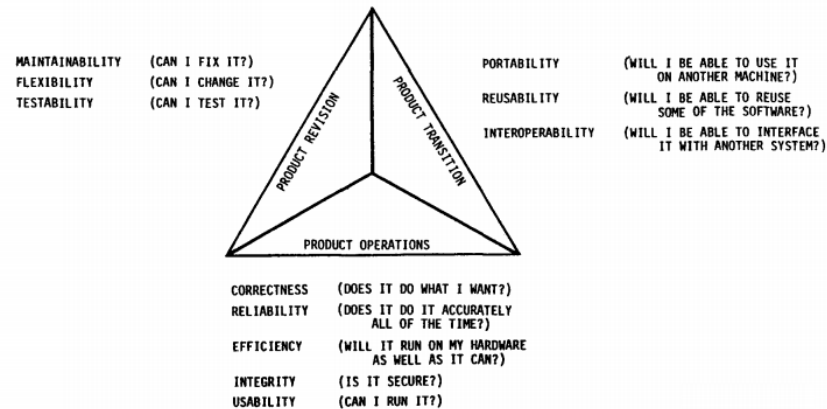 MAINTAINABILITY (CAN I FIX IT?)
FLEXIBILITY (CAN I CHANGE IT?)
TESTABILITY (CAN I TEST IT?)
PRODUCT REVISION
PRODUCT TRANSITION
PORTABILITY (WILL I BE ABLE TO USE IT
ON ANOTHER MACHINE?)
REUSABILITY (WILL I BE ABLE TO REUSE
SOME OF THE SOFTWARE?)
INTEROPERABILITY (WILL I BE ABLE TO INTERFACE
IT WITH ANOTHER SYSTEM?)
PRODUCT OPERATIONS
CORRECTNESS (DOES IT DO WHAT I WANT?)
RELIABILITY (DOES IT DO IT ACCURATELY
ALL OF THE TIME?)
EFFICIENCY (WILL IT RUN ON MY HARDWARE
AS WELL AS IT CAN?)
INTEGRITY (IS IT SECURE?)
USABILITY (CAN I RUN IT?)